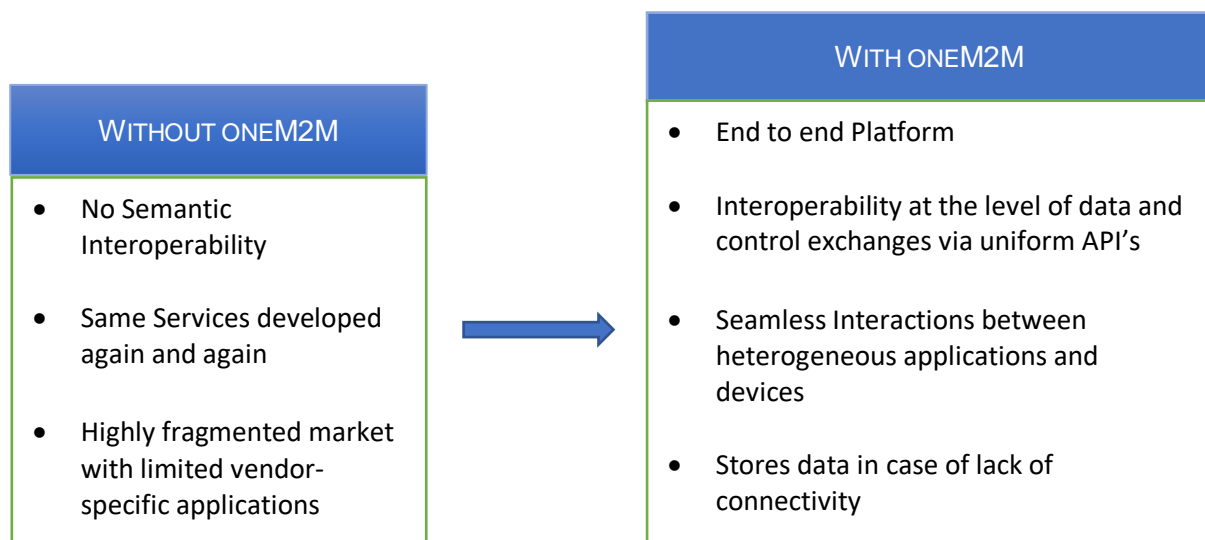 WITHOUT ONEM2M
• No Semantic
Interoperability
• Same Services developed
again and again
• Highly fragmented market
with limited vendor-
specific applications
WITH ONEM2M
• End to end Platform
• Interoperability at the level of data and
control exchanges via uniform API's
• Seamless Interactions between
heterogeneous applications and
devices
• Stores data in case of lack of
connectivity